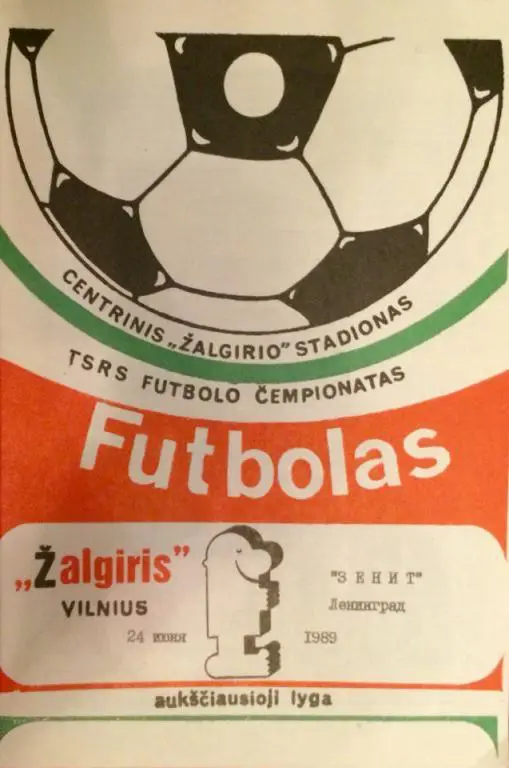 CENTRINIS „ŽALGIRIO" STADIONAS
TSRS FUTBOLO ČEMPIONATAS
Futbolas
„Žalgiris"
VILNIUS
"ЗЕНИТ"
Ленинград
24 июня 1989
aukščiausioji lyga